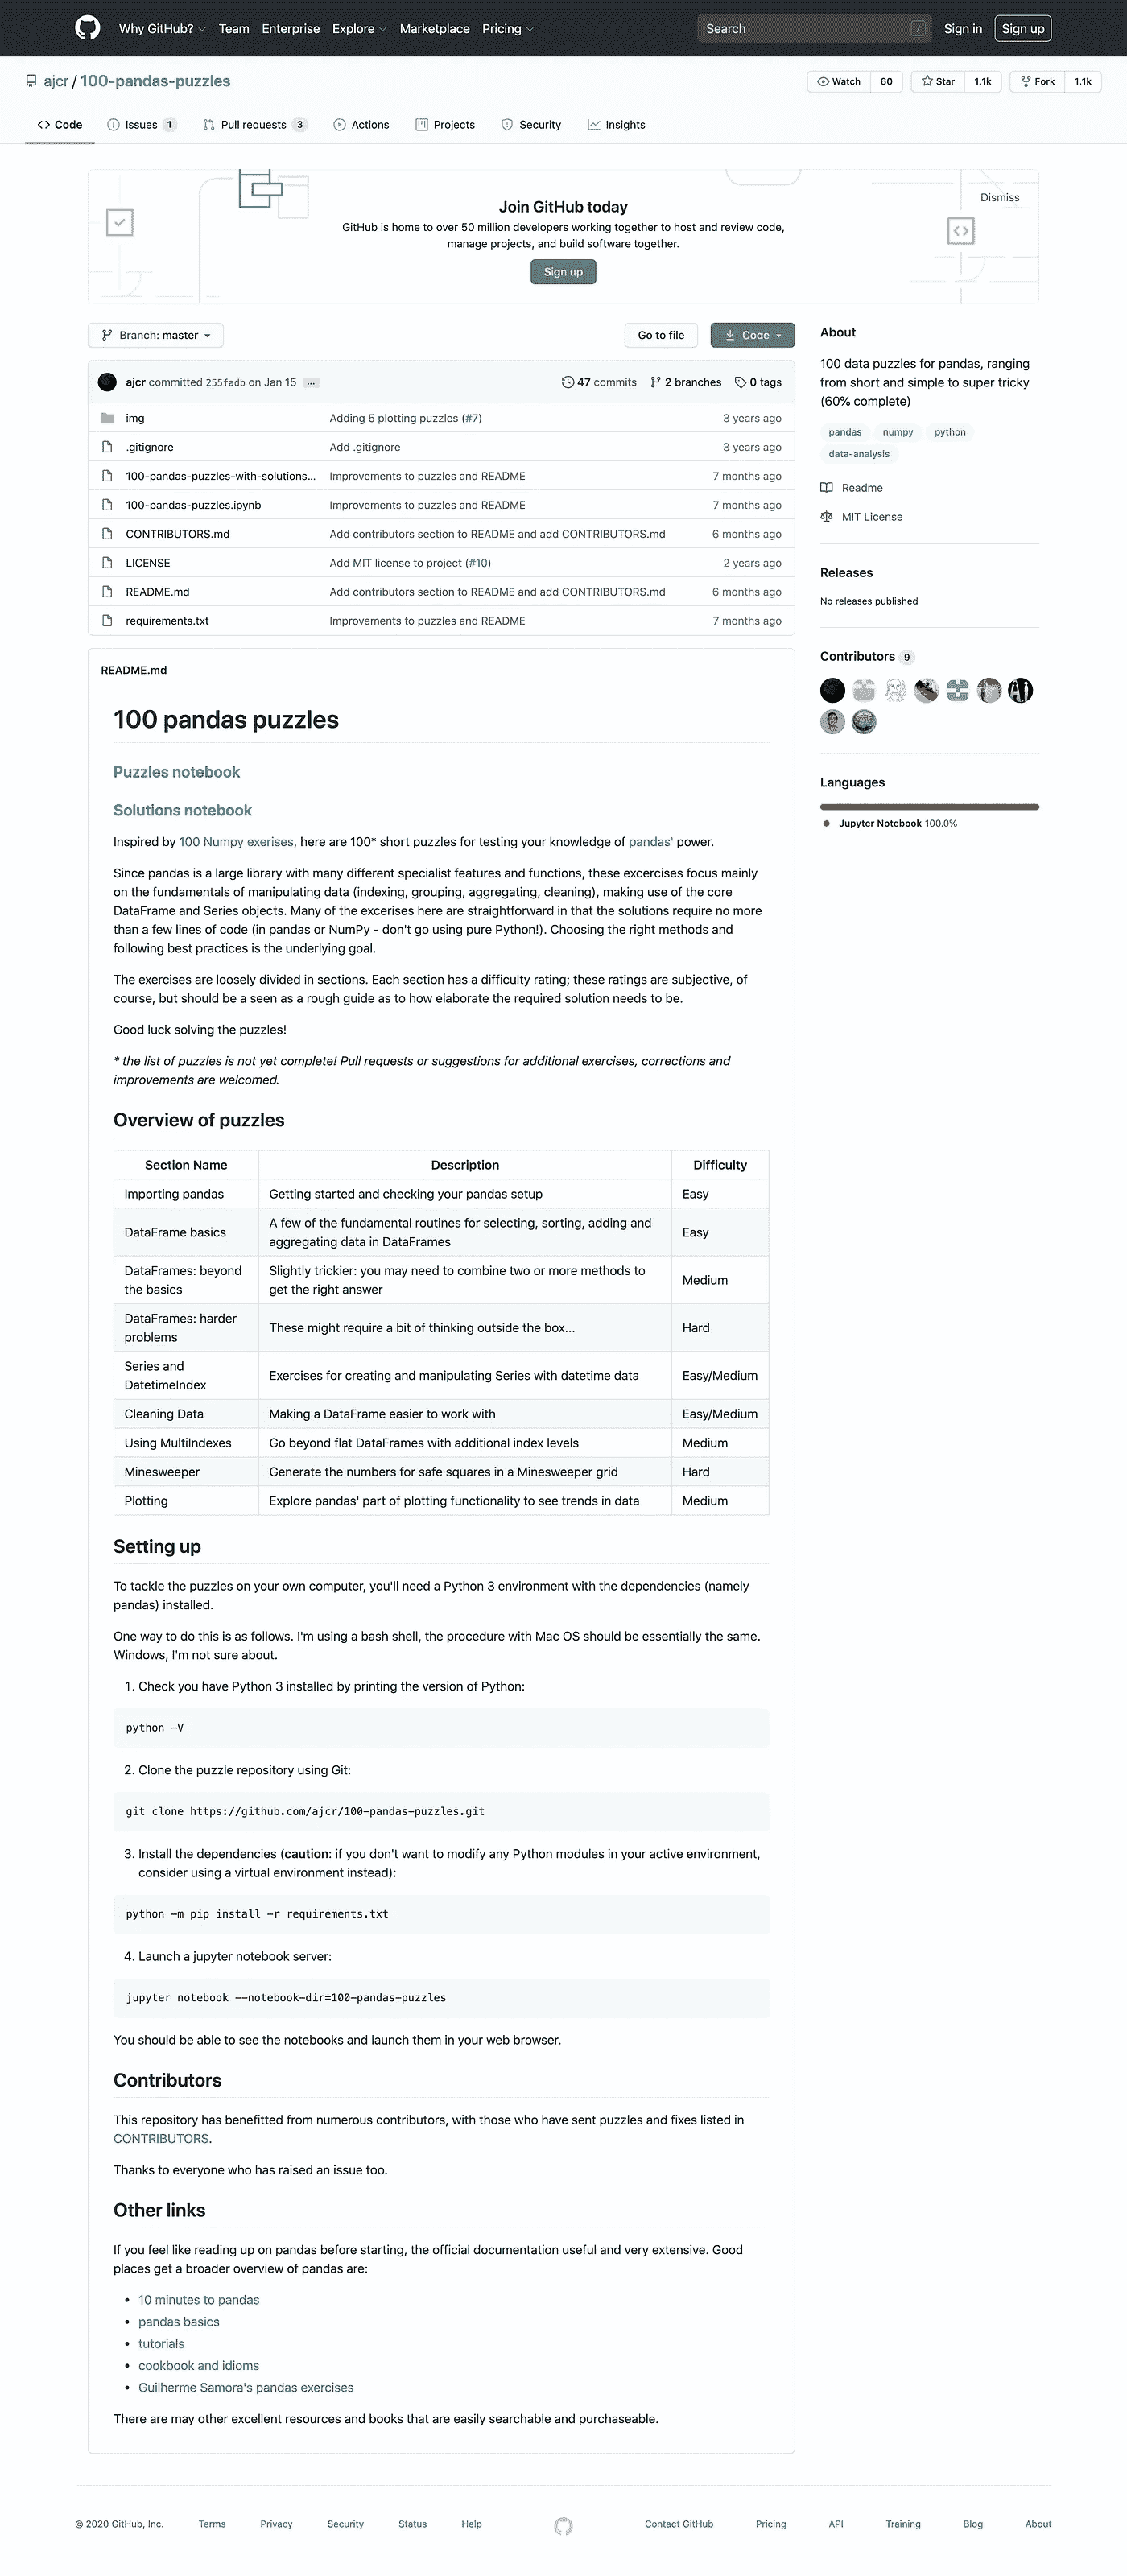 Why GitHub? Team Enterprise Explore Marketplace Pricing Search / Sign in Sign up
ajcr / 100-pandas-puzzles Watch 60 Star 1.1k Fork 1.1k
Code Issues 1 Pull requests 3 Actions Projects Security Insights
Dismiss
Join GitHub today
GitHub is home to over 50 million developers working together to host and review code,
manage projects, and build software together.
Sign up
Branch: master Go to file Code
ajcr committed 255fadb on Jan 15 ... 47 commits 2 branches 0 tags
img Adding 5 plotting puzzles (#7) 3 years ago
.gitignore Add .gitignore 3 years ago
100-pandas-puzzles-with-solutions... Improvements to puzzles and README 7 months ago
100-pandas-puzzles.ipynb Improvements to puzzles and README 7 months ago
CONTRIBUTORS.md Add contributors section to README and add CONTRIBUTORS.md 6 months ago
LICENSE Add MIT license to project (#10) 2 years ago
README.md Add contributors section to README and add CONTRIBUTORS.md 6 months ago
requirements.txt Improvements to puzzles and README 7 months ago
About
100 data puzzles for pandas, ranging
from short and simple to super tricky
(60% complete)
pandas numpy python
data-analysis
Readme
MIT License
Releases
No releases published
Contributors 9
Languages
Jupyter Notebook 100.0%
README.md
100 pandas puzzles
Puzzles notebook
Solutions notebook
Inspired by 100 Numpy exerises, here are 100* short puzzles for testing your knowledge of pandas' power.
Since pandas is a large library with many different specialist features and functions, these excercises focus mainly
on the fundamentals of manipulating data (indexing, grouping, aggregating, cleaning), making use of the core
DataFrame and Series objects. Many of the excerises here are straightforward in that the solutions require no more
than a few lines of code (in pandas or NumPy - don't go using pure Python!). Choosing the right methods and
following best practices is the underlying goal.
The exercises are loosely divided in sections. Each section has a difficulty rating; these ratings are subjective, of
course, but should be a seen as a rough guide as to how elaborate the required solution needs to be.
Good luck solving the puzzles!
* the list of puzzles is not yet complete! Pull requests or suggestions for additional exercises, corrections and
improvements are welcomed.
Overview of puzzles
Section Name Description Difficulty
Importing pandas Getting started and checking your pandas setup Easy
DataFrame basics A few of the fundamental routines for selecting, sorting, adding and
aggregating data in DataFrames Easy
DataFrames: beyond
the basics Slightly trickier: you may need to combine two or more methods to
get the right answer Medium
DataFrames: harder
problems These might require a bit of thinking outside the box... Hard
Series and
DatetimeIndex Exercises for creating and manipulating Series with datetime data Easy/Medium
Cleaning Data Making a DataFrame easier to work with Easy/Medium
Using MultiIndexes Go beyond flat DataFrames with additional index levels Medium
Minesweeper Generate the numbers for safe squares in a Minesweeper grid Hard
Plotting Explore pandas' part of plotting functionality to see trends in data Medium
Setting up
To tackle the puzzles on your own computer, you'll need a Python 3 environment with the dependencies (namely
pandas) installed.
One way to do this is as follows. I'm using a bash shell, the procedure with Mac OS should be essentially the same.
Windows, I'm not sure about.
1. Check you have Python 3 installed by printing the version of Python:
python -V
2. Clone the puzzle repository using Git:
git clone https://github.com/ajcr/100-pandas-puzzles.git
3. Install the dependencies (caution: if you don't want to modify any Python modules in your active environment,
consider using a virtual environment instead):
python -m pip install -r requirements.txt
4. Launch a jupyter notebook server:
jupyter notebook --notebook-dir=100-pandas-puzzles
You should be able to see the notebooks and launch them in your web browser.
Contributors
This repository has benefitted from numerous contributors, with those who have sent puzzles and fixes listed in
CONTRIBUTORS.
Thanks to everyone who has raised an issue too.
Other links
If you feel like reading up on pandas before starting, the official documentation useful and very extensive. Good
places get a broader overview of pandas are:
• 10 minutes to pandas
• pandas basics
• tutorials
• cookbook and idioms
• Guilherme Samora's pandas exercises
There are may other excellent resources and books that are easily searchable and purchaseable.
© 2020 GitHub, Inc. Terms Privacy Security Status Help Contact GitHub Pricing API Training Blog About